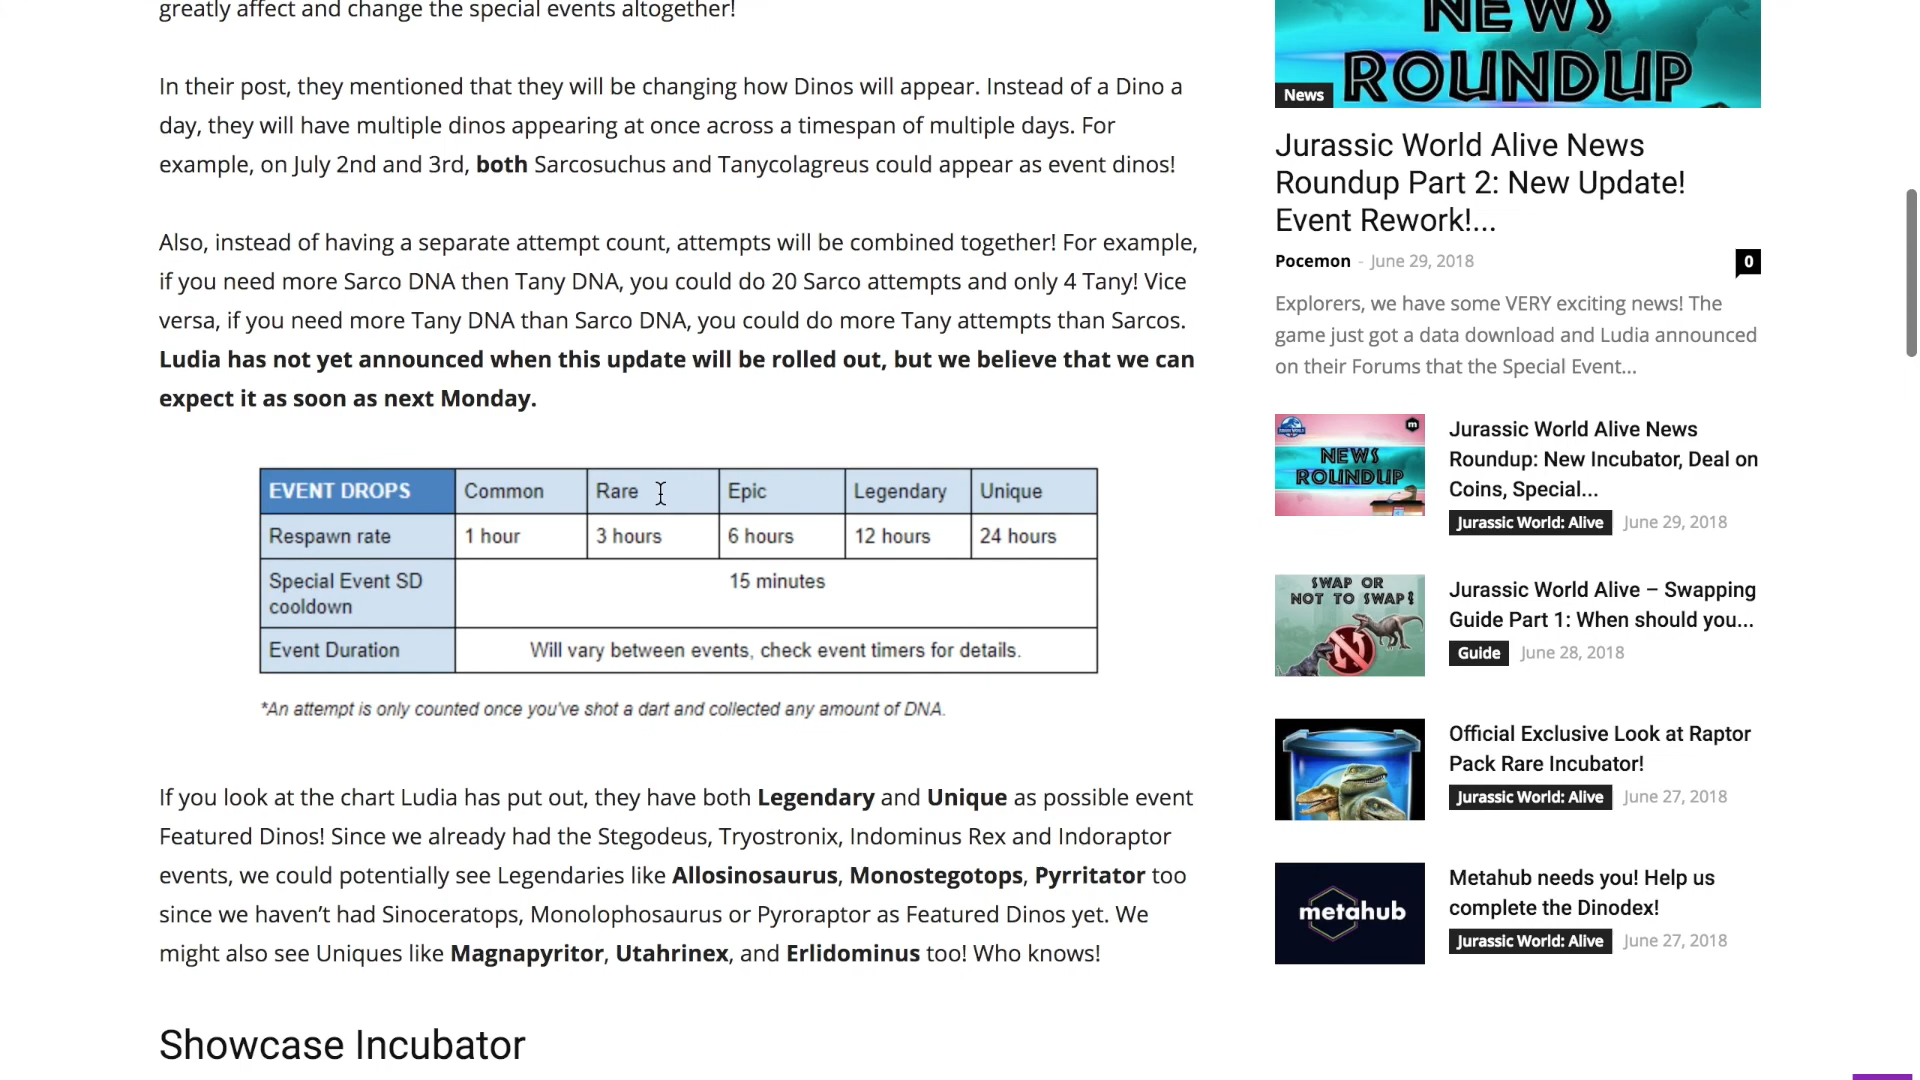 greatly affect and change the special events altogether!
In their post, they mentioned that they will be changing how Dinos will appear. Instead of a Dino a
day, they will have multiple dinos appearing at once across a timespan of multiple days. For
example, on July 2nd and 3rd, both Sarcosuchus and Tanycolagreus could appear as event dinos!
Also, instead of having a separate attempt count, attempts will be combined together! For example,
if you need more Sarco DNA then Tany DNA, you could do 20 Sarco attempts and only 4 Tany! Vice
versa, if you need more Tany DNA than Sarco DNA, you could do more Tany attempts than Sarcos.
Ludia has not yet announced when this update will be rolled out, but we believe that we can
expect it as soon as next Monday.
EVENT DROPS Common Rare Epic Legendary Unique
Respawn rate 1 hour 3 hours 6 hours 12 hours 24 hours
Special Event SD
cooldown
15 minutes
Event Duration Will vary between events, check event timers for details.
*An attempt is only counted once you've shot a dart and collected any amount of DNA.
If you look at the chart Ludia has put out, they have both Legendary and Unique as possible event
Featured Dinos! Since we already had the Stegodeus, Tryostronix, Indominus Rex and Indoraptor
events, we could potentially see Legendaries like Allosinosaurus, Monostegotops, Pyrritator too
since we haven’t had Sinoceratops, Monolophosaurus or Pyroraptor as Featured Dinos yet. We
might also see Uniques like Magnapyritor, Utahrinex, and Erlidominus too! Who knows!
Showcase Incubator
NEWS
ROUNDUP
News
Jurassic World Alive News
Roundup Part 2: New Update!
Event Rework!...
Pocemon - June 29, 2018
0
Explorers, we have some VERY exciting news! The
game just got a data download and Ludia announced
on their Forums that the Special Event...
NEWS
ROUNDUP
Jurassic World Alive News
Roundup: New Incubator, Deal on
Coins, Special...
Jurassic World: Alive June 29, 2018
SWAP OR
NOT TO SWAP?
Jurassic World Alive – Swapping
Guide Part 1: When should you...
Guide June 28, 2018
Official Exclusive Look at Raptor
Pack Rare Incubator!
Jurassic World: Alive June 27, 2018
metahub
Metahub needs you! Help us
complete the Dinodex!
Jurassic World: Alive June 27, 2018